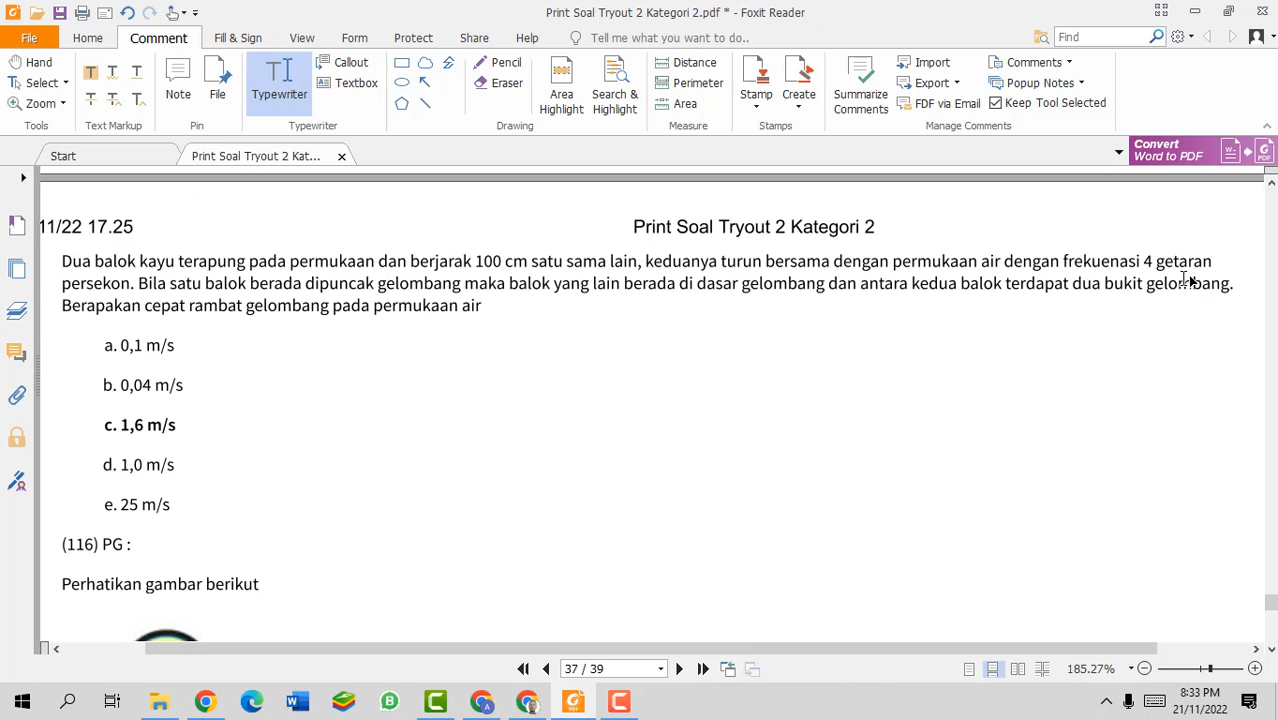 Print Soal Tryout 2 Kategori 2.pdf * - Foxit Reader
File Home Comment Fill & Sign View Form Protect Share Help Tell me what you want to do.. Find
Hand
Select
Zoom
Tools
Text Markup
Note
File
Pin
Typewriter
Callout
Textbox
Typewriter
Pencil
Eraser
Drawing
Area Highlight
Search & Highlight
Distance
Perimeter
Area
Measure
Stamp
Create
Stamps
Summarize Comments
Import
Export
FDF via Email
Comments
Popup Notes
Keep Tool Selected
Manage Comments
Start
Print Soal Tryout 2 Kat...
Convert
Word to PDF
11/22 17.25 Print Soal Tryout 2 Kategori 2
Dua balok kayu terapung pada permukaan dan berjarak 100 cm satu sama lain, keduanya turun bersama dengan permukaan air dengan frekuenasi 4 getaran
persekon. Bila satu balok berada dipuncak gelombang maka balok yang lain berada di dasar gelombang dan antara kedua balok terdapat dua bukit gelombang.
Berapakan cepat rambat gelombang pada permukaan air
a. 0,1 m/s
b. 0,04 m/s
c. 1,6 m/s
d. 1,0 m/s
e. 25 m/s
(116) PG :
Perhatikan gambar berikut
37 / 39
185.27%
8:33 PM
21/11/2022